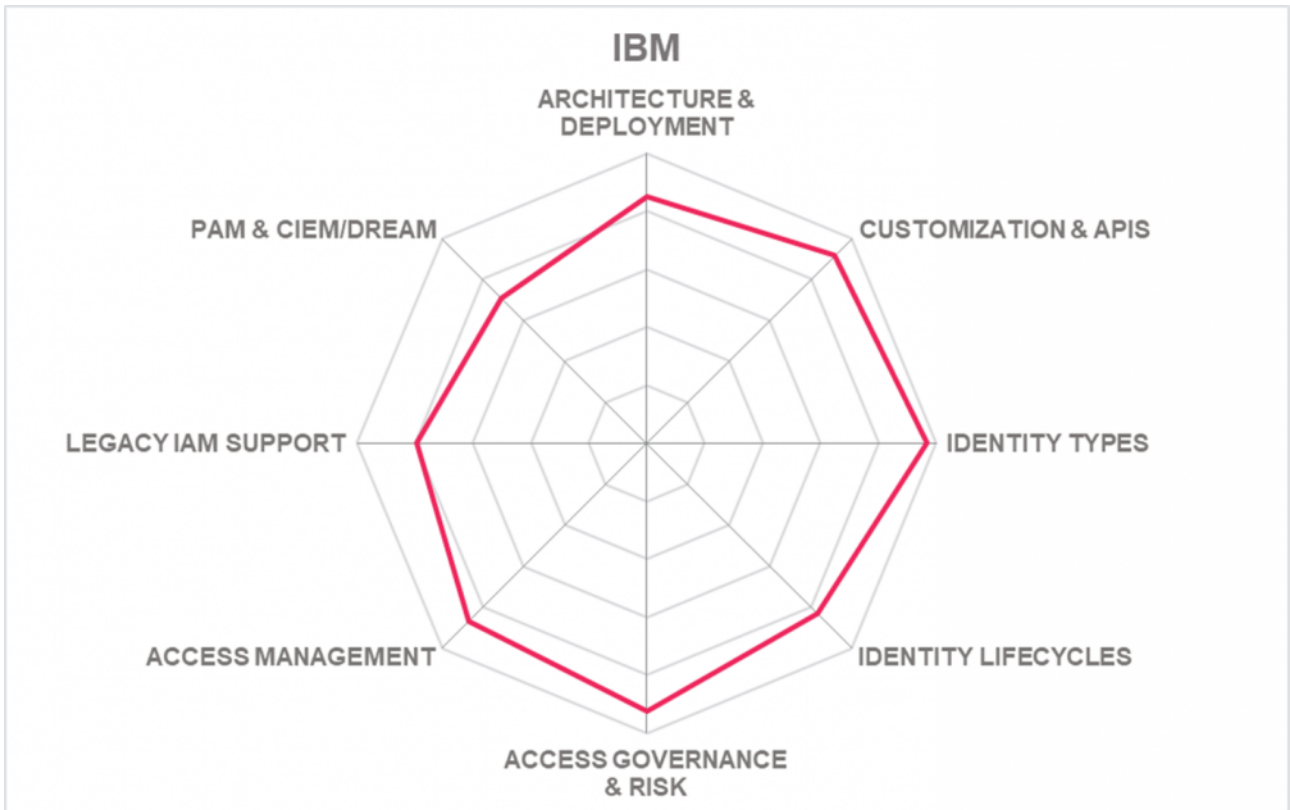 IBM
ARCHITECTURE &
DEPLOYMENT
PAM & CIEM/DREAM
CUSTOMIZATION & APIS
LEGACY IAM SUPPORT
IDENTITY TYPES
ACCESS MANAGEMENT
IDENTITY LIFECYCLES
ACCESS GOVERNANCE
& RISK